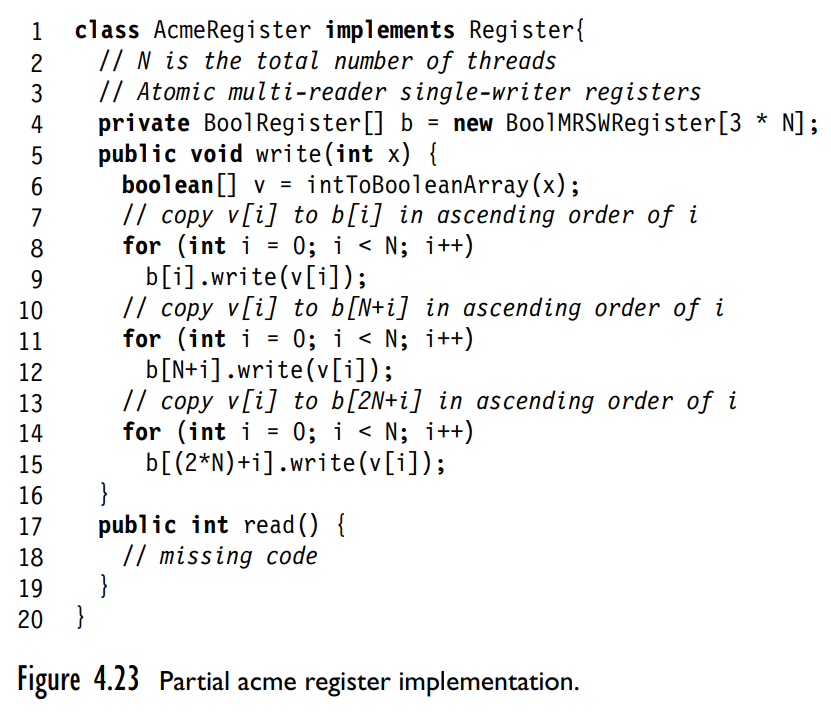 1 class AcmeRegister implements Register{
2 // N is the total number of threads
3 // Atomic multi-reader single-writer registers
4 private BoolRegister[] b = new BoolMRSWRegister[3 * N];
5 public void write(int x) {
6 boolean[] v = intToBooleanArray(x);
7 // copy v[i] to b[i] in ascending order of i
8 for (int i = 0; i < N; i++)
9 b[i].write(v[i]);
10 // copy v[i] to b[N+i] in ascending order of i
11 for (int i = 0; i < N; i++)
12 b[N+i].write(v[i]);
13 // copy v[i] to b[2N+i] in ascending order of i
14 for (int i = 0; i < N; i++)
15 b[(2*N)+i].write(v[i]);
16 }
17 public int read() {
18 // missing code
19 }
20 }
Figure 4.23 Partial acme register implementation.